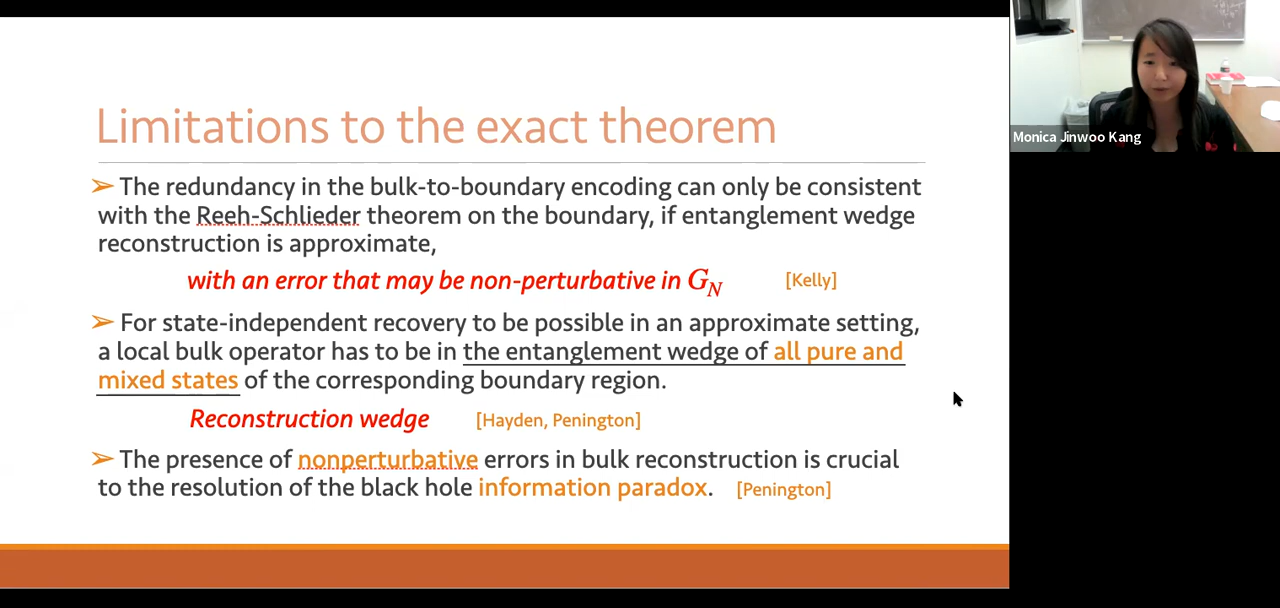 Limitations to the exact theorem
➢ The redundancy in the bulk-to-boundary encoding can only be consistent
with the Reeh-Schlieder theorem on the boundary, if entanglement wedge
reconstruction is approximate,
with an error that may be non-perturbative in G_N [Kelly]
➢ For state-independent recovery to be possible in an approximate setting,
a local bulk operator has to be in the entanglement wedge of all pure and
mixed states of the corresponding boundary region.
Reconstruction wedge [Hayden, Penington]
➢ The presence of nonperturbative errors in bulk reconstruction is crucial
to the resolution of the black hole information paradox. [Penington]
Monica Jinwoo Kang